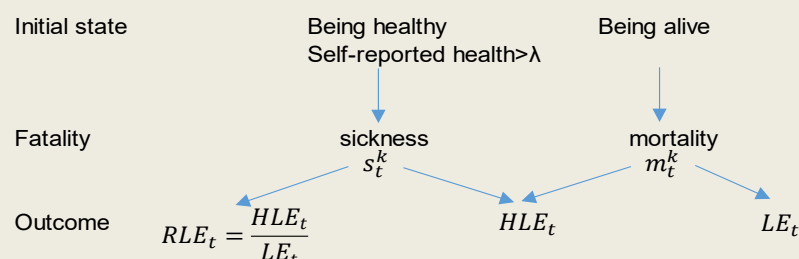 Initial state Being healthy Being alive
Self-reported health>λ
Fatality sickness mortality
$s_t^k$ $m_t^k$
Outcome $RLE_t = \frac{HLE_t}{LE_t}$ $HLE_t$ $LE_t$